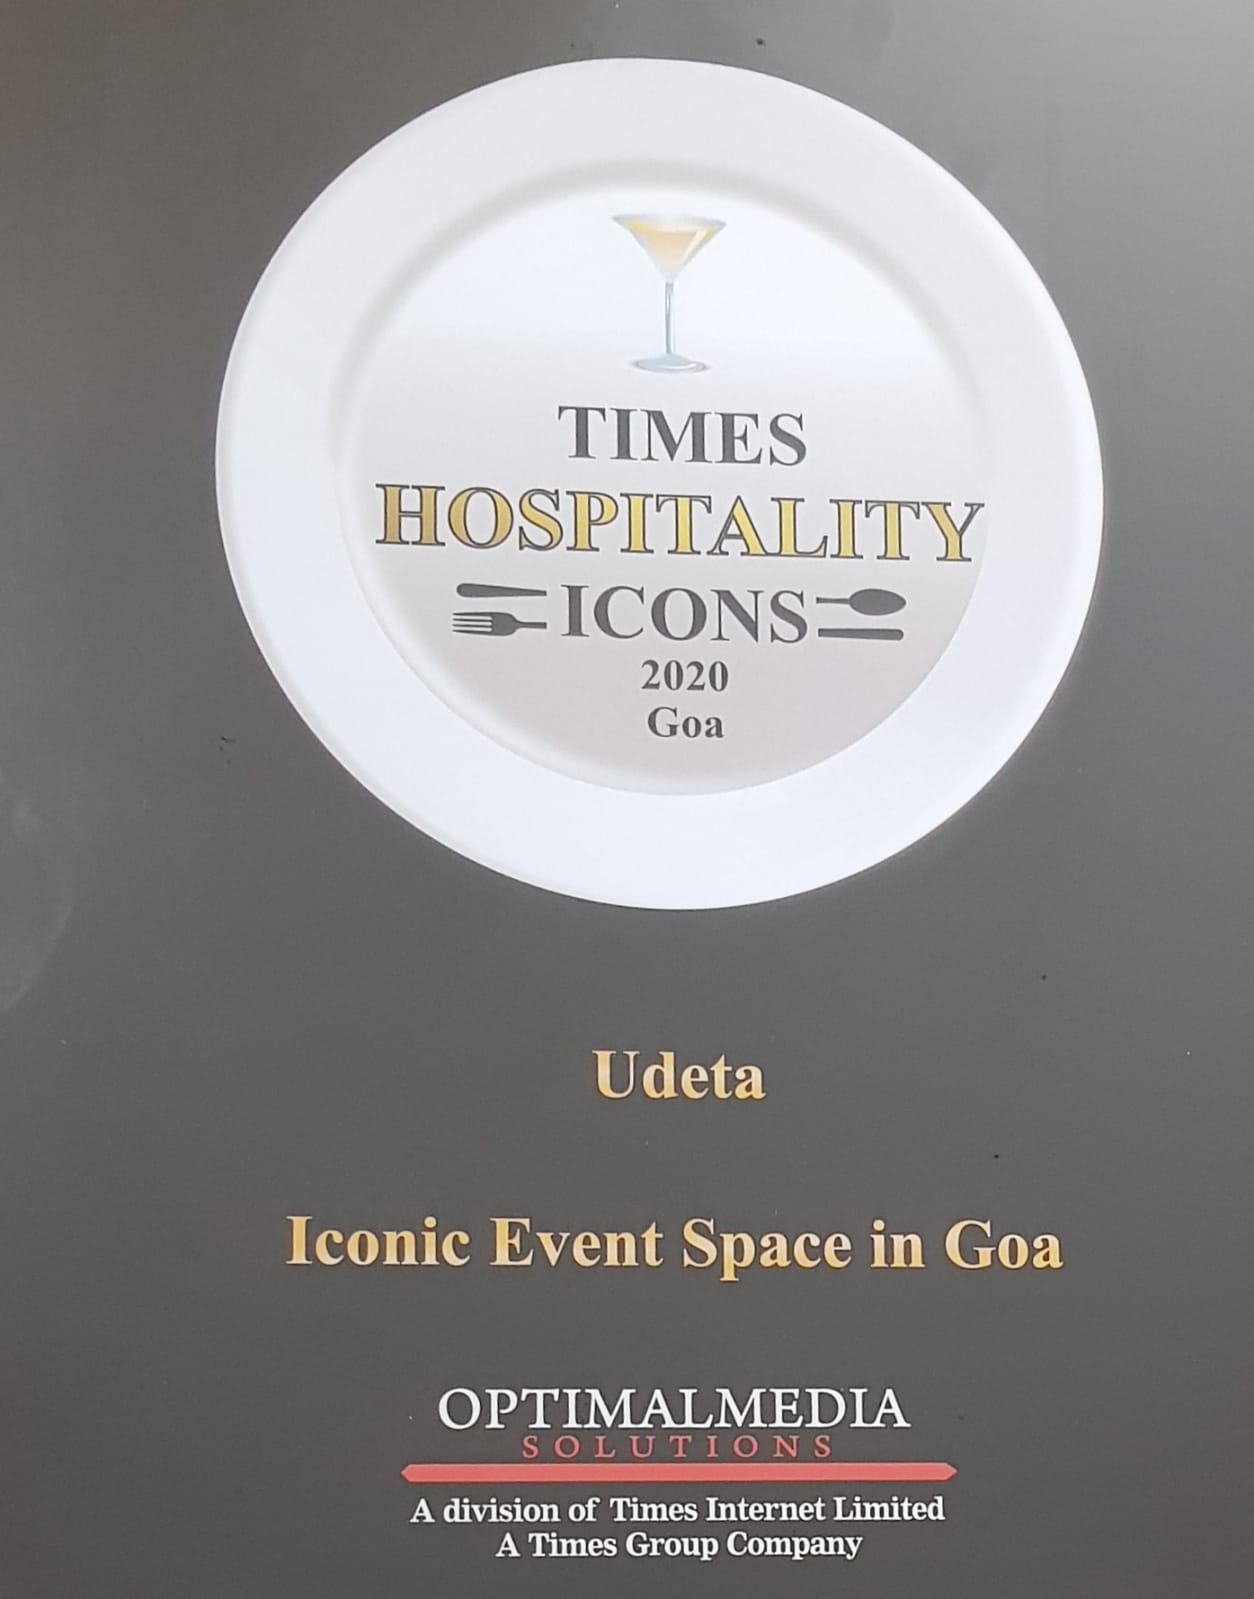 TIMES
HOSPITALITY
ICONS
2020
Goa
Udeta
Iconic Event Space in Goa
OPTIMALMEDIA
SOLUTIONS
A division of Times Internet Limited
A Times Group Company